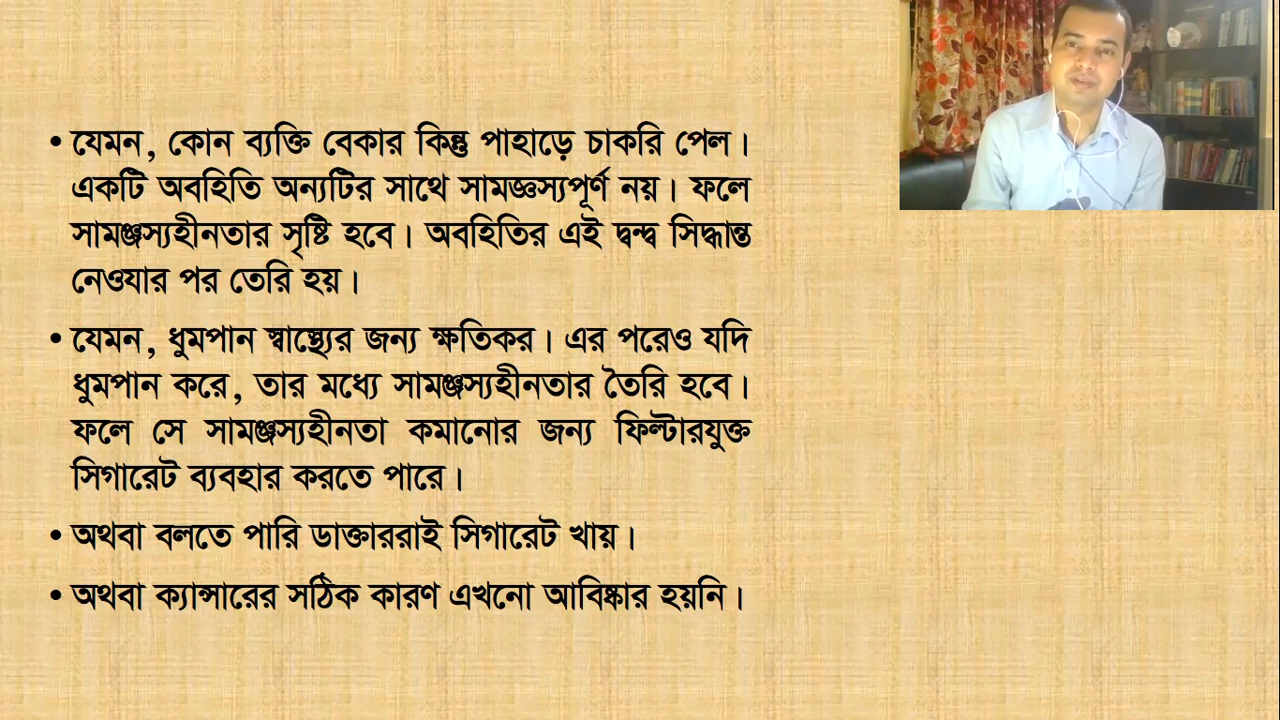 • যেমন, কোন ব্যক্তি বেকার কিন্তু পাহাড়ে চাকরি পেল।
একটি অবহিতি অন্যটির সাথে সামজ্ঞস্যপূর্ণ নয়। ফলে
সামঞ্জস্যহীনতার সৃষ্টি হবে। অবহিতির এই দ্বন্দ্ব সিদ্ধান্ত
নেওযার পর তেরি হয়।
• যেমন, ধুমপান স্বাস্থ্যের জন্য ক্ষতিকর। এর পরেও যদি
ধুমপান করে, তার মধ্যে সামঞ্জস্যহীনতার তৈরি হবে।
ফলে সে সামঞ্জস্যহীনতা কমানোর জন্য ফিল্টারযুক্ত
সিগারেট ব্যবহার করতে পারে।
• অথবা বলতে পারি ডাক্তাররাই সিগারেট খায়।
• অথবা ক্যান্সারের সঠিক কারণ এখনো আবিষ্কার হয়নি।